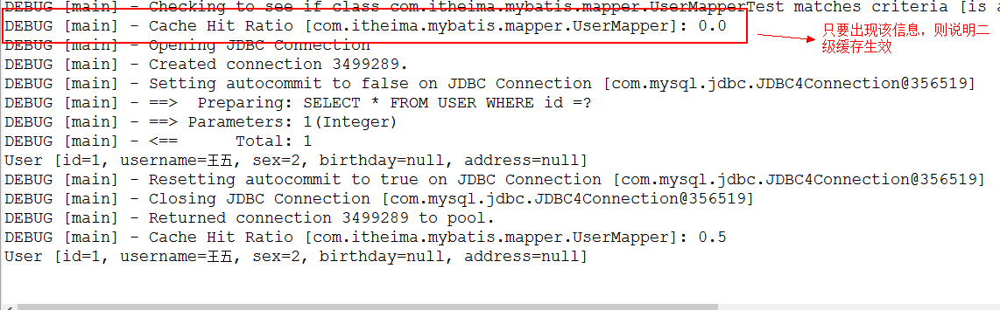 DEBUG [main] - Checking to see if class com.itheima.mybatis.mapper.UserMapperTest matches criteria [is a
DEBUG [main] - Cache Hit Ratio [com.itheima.mybatis.mapper.UserMapper]: 0.0
只要出现该信息，则说明二
级缓存生效
DEBUG [main] - Opening JDBC Connection
DEBUG [main] - Created connection 3499289.
DEBUG [main] - Setting autocommit to false on JDBC Connection [com.mysql.jdbc.JDBC4Connection@356519]
DEBUG [main] - ==>  Preparing: SELECT * FROM USER WHERE id =?
DEBUG [main] - ==> Parameters: 1(Integer)
DEBUG [main] - <==      Total: 1
User [id=1, username=王五, sex=2, birthday=null, address=null]
DEBUG [main] - Resetting autocommit to true on JDBC Connection [com.mysql.jdbc.JDBC4Connection@356519]
DEBUG [main] - Closing JDBC Connection [com.mysql.jdbc.JDBC4Connection@356519]
DEBUG [main] - Returned connection 3499289 to pool.
DEBUG [main] - Cache Hit Ratio [com.itheima.mybatis.mapper.UserMapper]: 0.5
User [id=1, username=王五, sex=2, birthday=null, address=null]